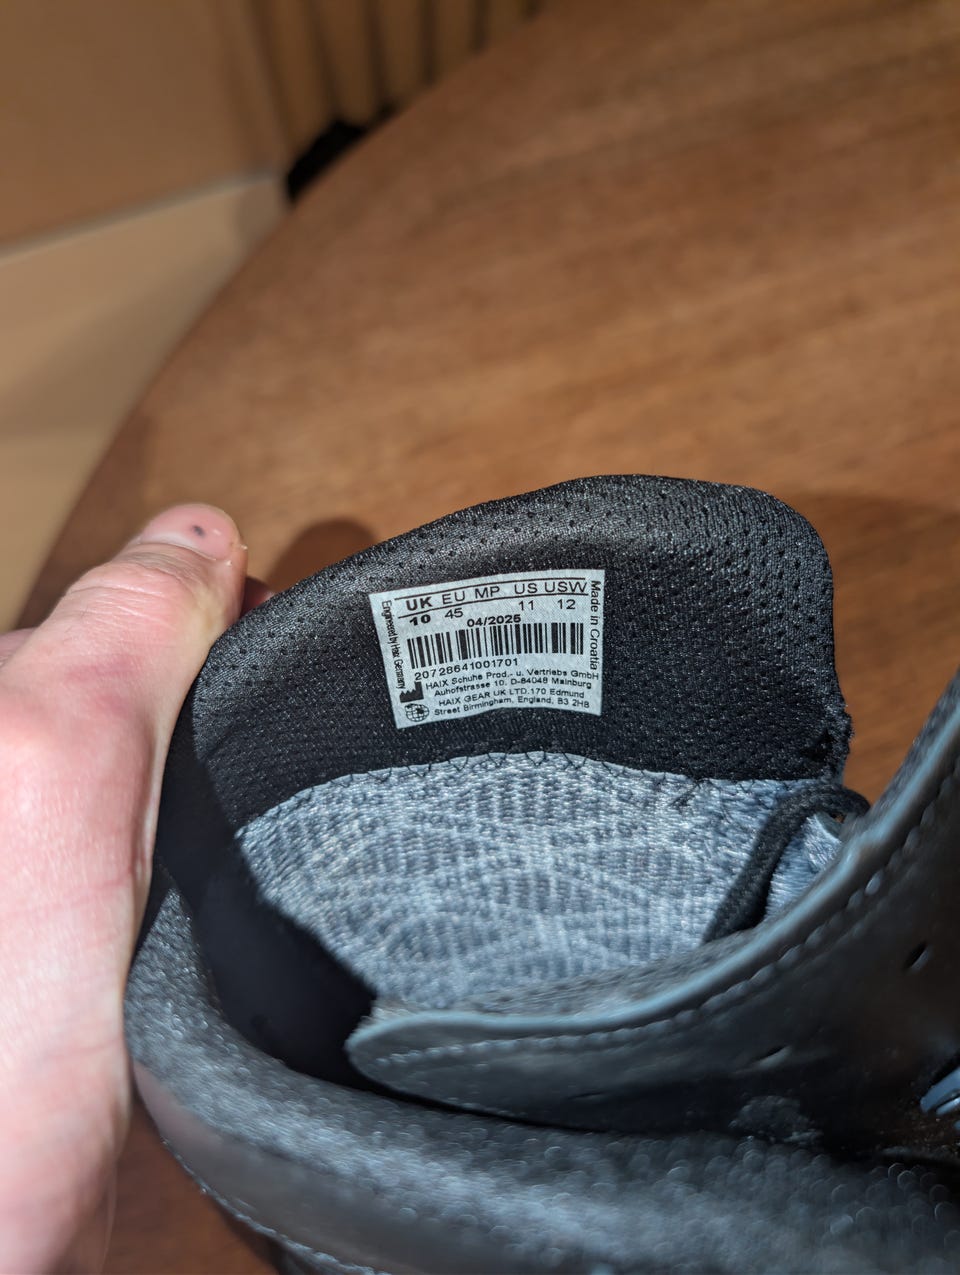 UK EU MP US USW
10 45 11 12
04/2025
20728641001701
HAIX Schuhe Prod.- u. Vertriebs GmbH
Auhofstrasse 10, D-84048 Mainburg
HAIX GEAR UK LTD.170 Edmund
Street Birmingham, England, B3 2HB
Engineered by Haix Germany
Made in Croatia